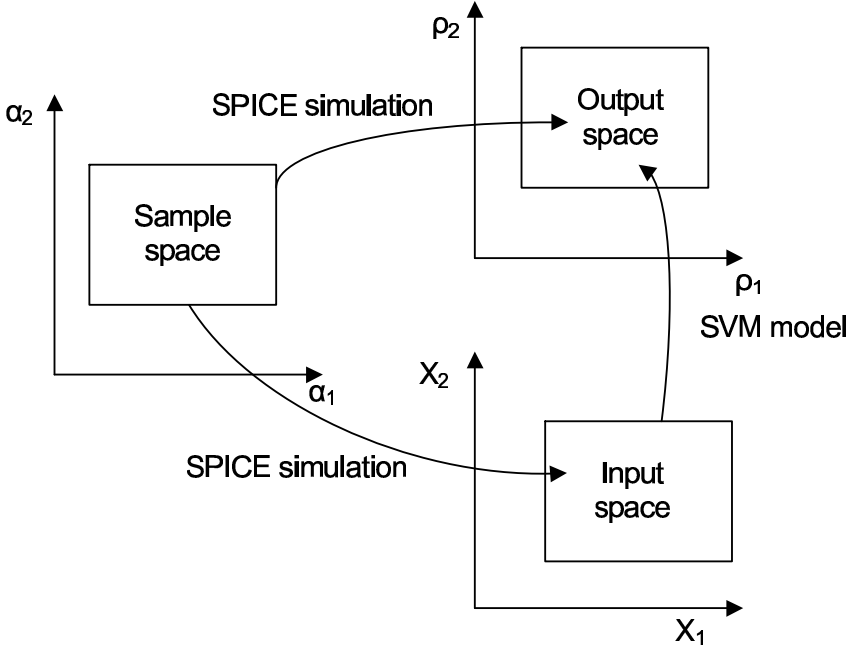 ρ₂
Output
space
ρ₁
SPICE simulation
α₂
Sample
space
α₁
SPICE simulation
SVM model
X₂
Input
space
X₁